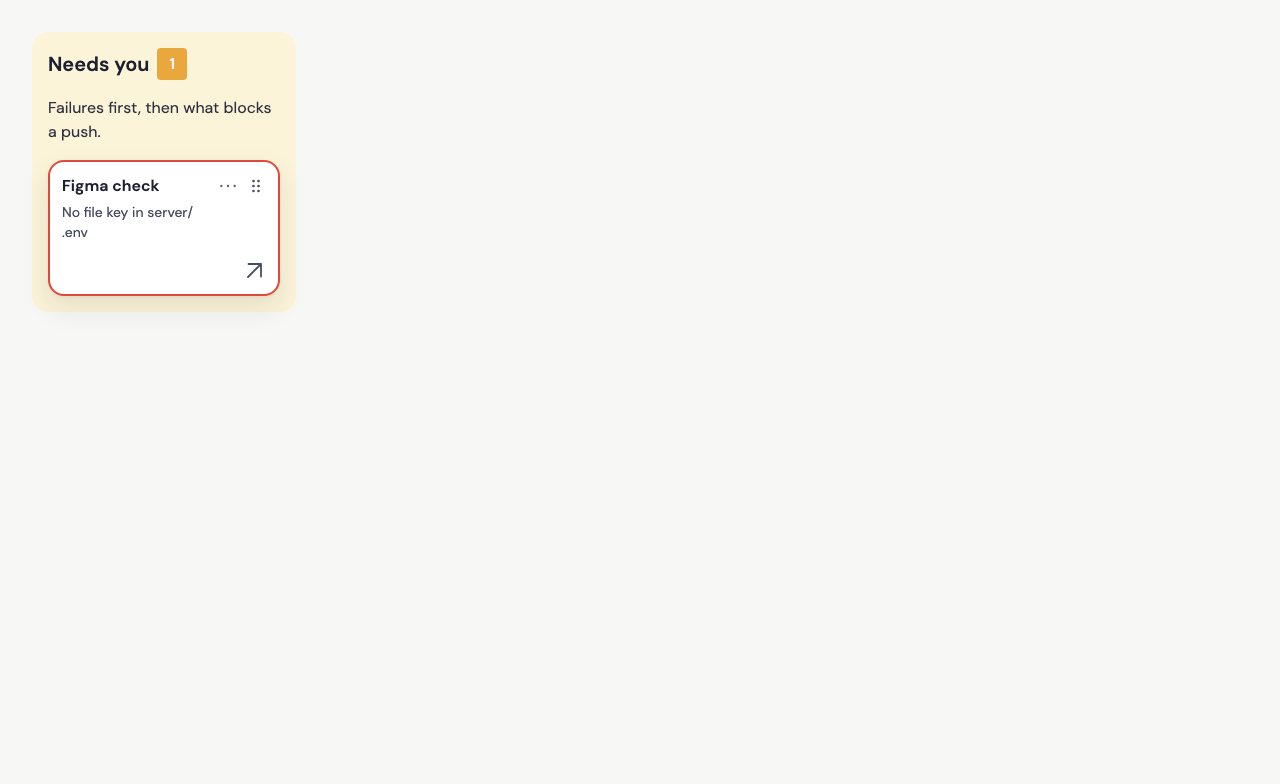 Needs you 1
Failures first, then what blocks
a push.
Figma check
No file key in server/
.env